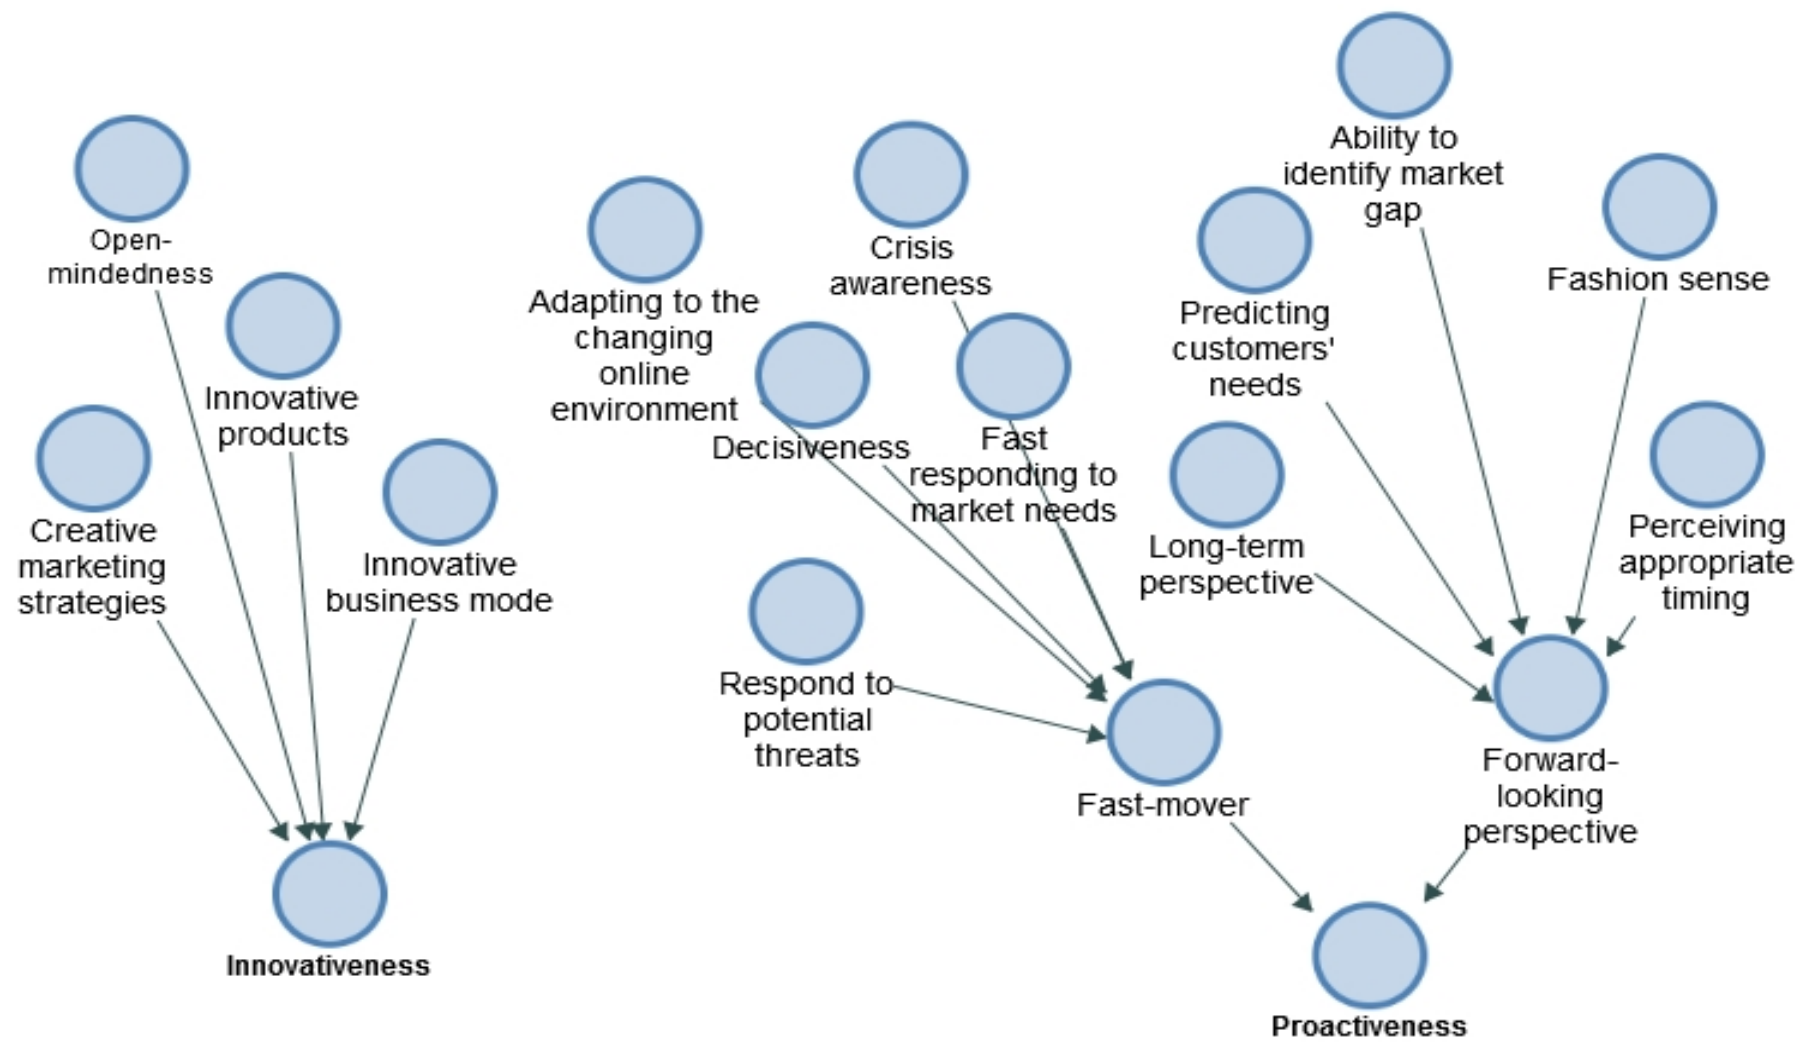 Open-
mindedness
Innovative
products
Creative
marketing
strategies
Innovative
business mode
Innovativeness
Adapting to the
changing
online
environment
Crisis
awareness
Decisiveness
Fast
responding to
market needs
Respond to
potential
threats
Fast-mover
Ability to
identify market
gap
Predicting
customers'
needs
Fashion sense
Long-term
perspective
Perceiving
appropriate
timing
Forward-
looking
perspective
Proactiveness